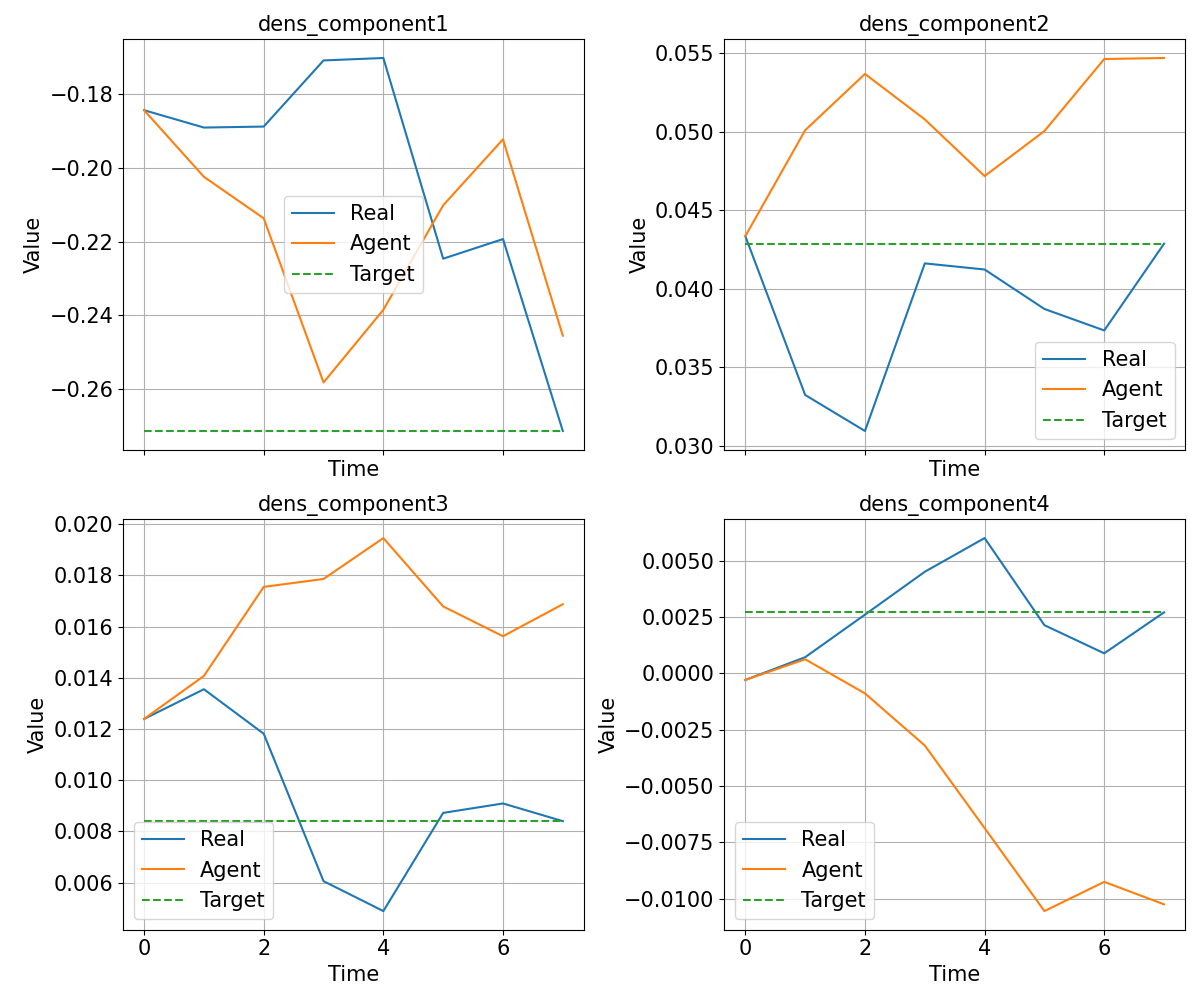 dens_component1
−0.18
−0.20
−0.22
−0.24
−0.26
Value
Real
Agent
Target
Time
dens_component2
0.055
0.050
0.045
0.040
0.035
0.030
Value
Real
Agent
Target
Time
dens_component3
0.020
0.018
0.016
0.014
0.012
0.010
0.008
0.006
Value
Real
Agent
Target
0 2 4 6
Time
dens_component4
0.0050
0.0025
0.0000
−0.0025
−0.0050
−0.0075
−0.0100
Value
Real
Agent
Target
0 2 4 6
Time